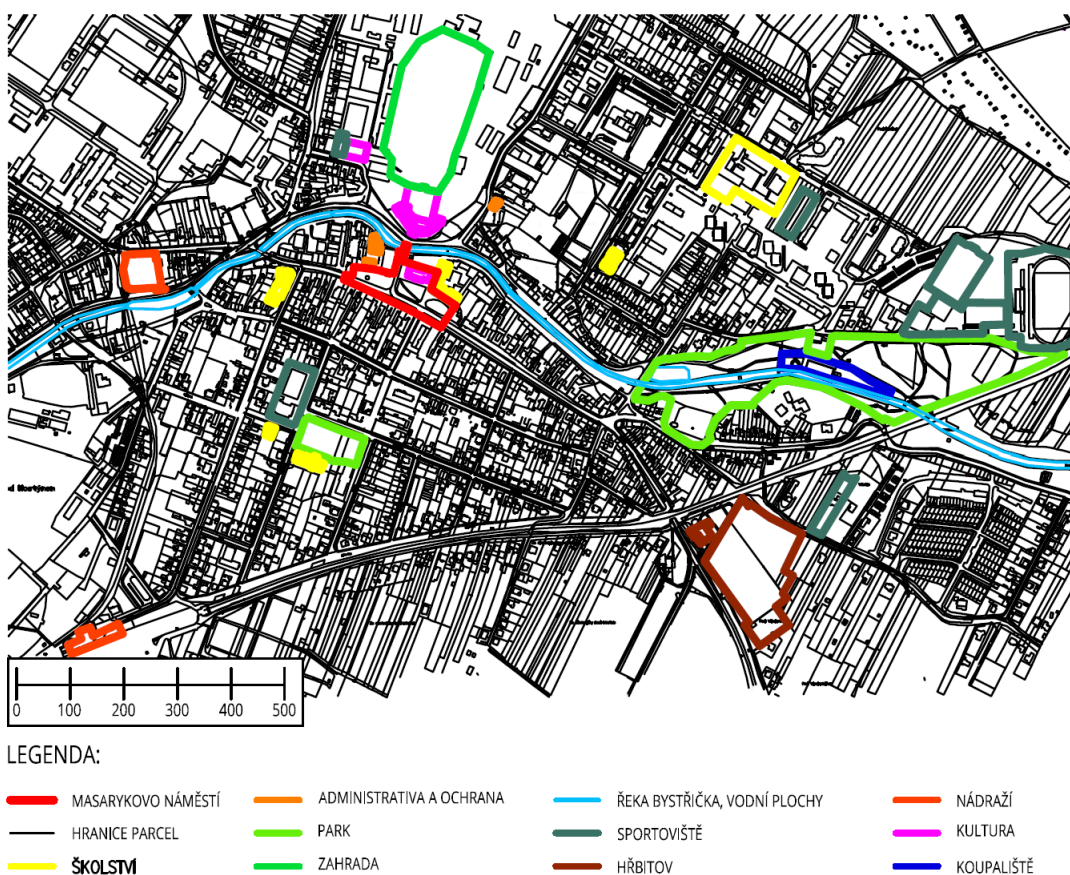 0 100 200 300 400 500
LEGENDA:
MASARYKOVO NÁMĚSTÍ
ADMINISTRATIVA A OCHRANA
ŘEKA BYSTŘIČKA, VODNÍ PLOCHY
NÁDRAŽÍ
HRANICE PARCEL
PARK
SPORTOVIŠTĚ
KULTURA
ŠKOLSTVÍ
ZAHRADA
HŘBITOV
KOUPALIŠTĚ